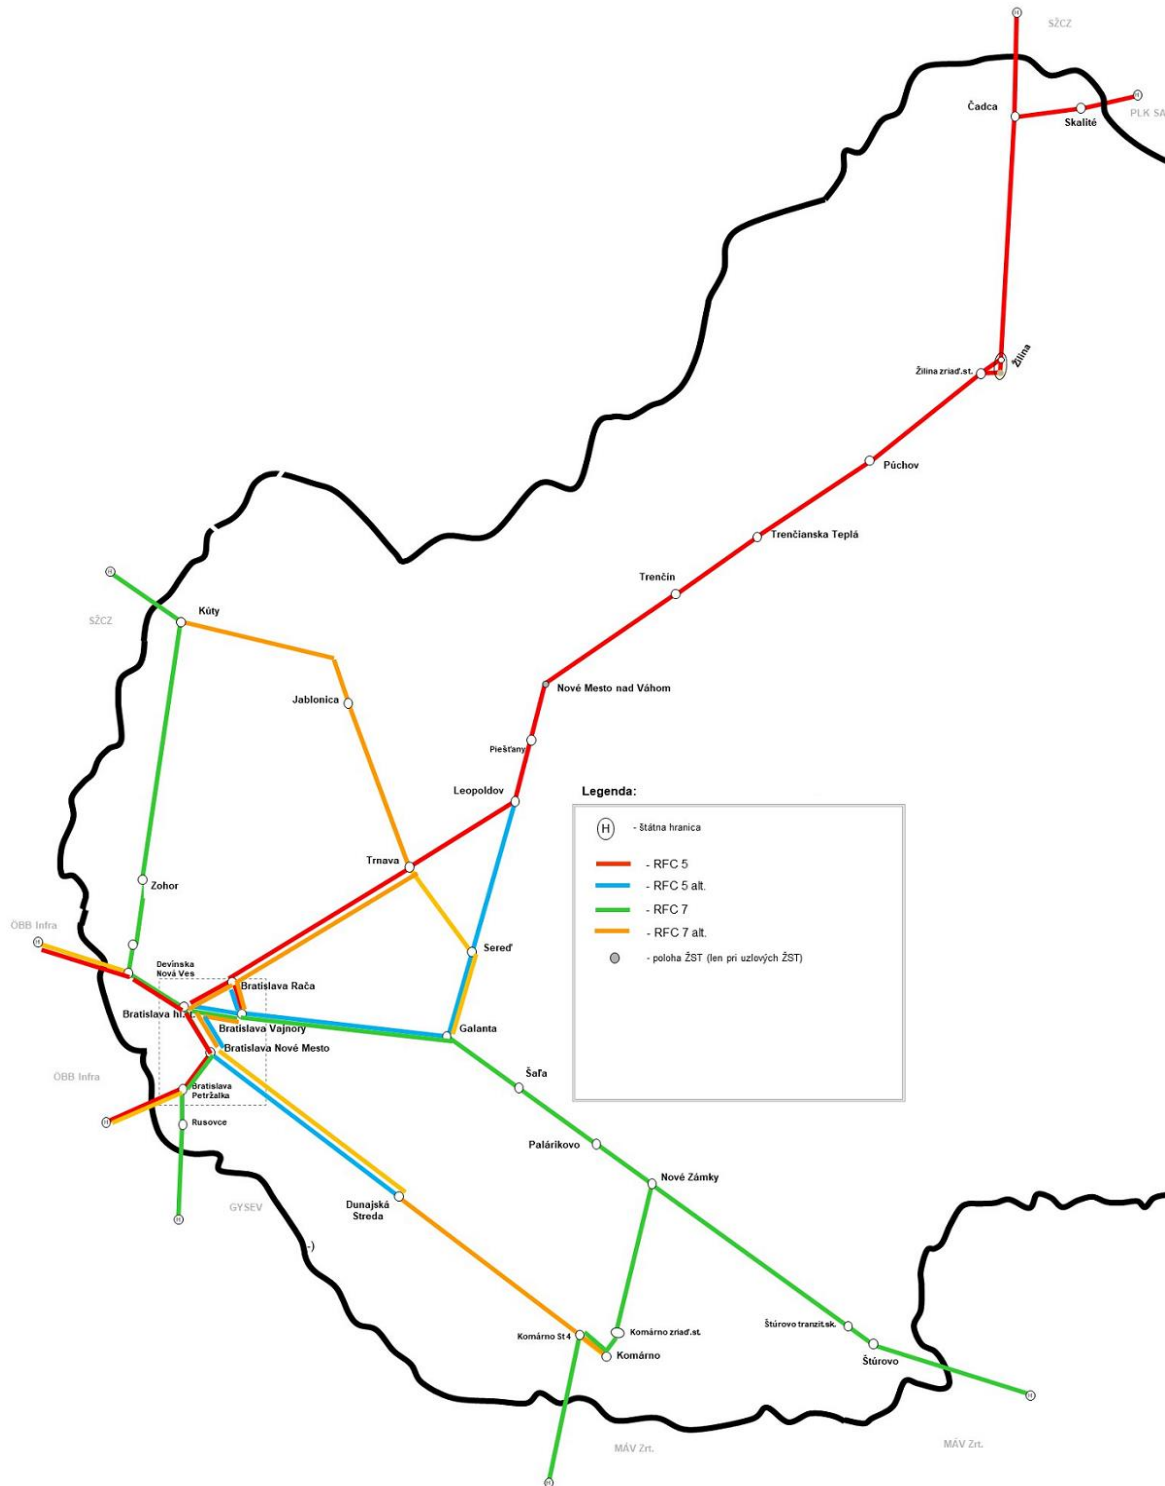 H
SŽCZ
H
Čadca
Skalité
PLK SA
Žilina
Žilina zriaď.st.
Púchov
Trenčianska Teplá
Trenčín
H
SŽCZ
Kúty
Nové Mesto nad Váhom
Jablonica
Piešťany
Leopoldov
Legenda:
H - štátna hranica
- RFC 5
- RFC 5 alt.
- RFC 7
- RFC 7 alt.
- poloha ŽST (len pri uzlových ŽST)
Trnava
Zohor
ÖBB Infra
H
Sereď
Devínska
Nová Ves
Bratislava Rača
Bratislava hl.
Bratislava Vajnory
Galanta
Bratislava Nové Mesto
ÖBB Infra
Šaľa
Bratislava
Petržalka
H
Rusovce
Palárikovo
Nové Zámky
GYSEV
H
Dunajská
Streda
-)
Komárno St 4
Komárno zriaď.st.
Komárno
Štúrovo tranzit.sk.
Štúrovo
H
MÁV Zrt.
MÁV Zrt.
H